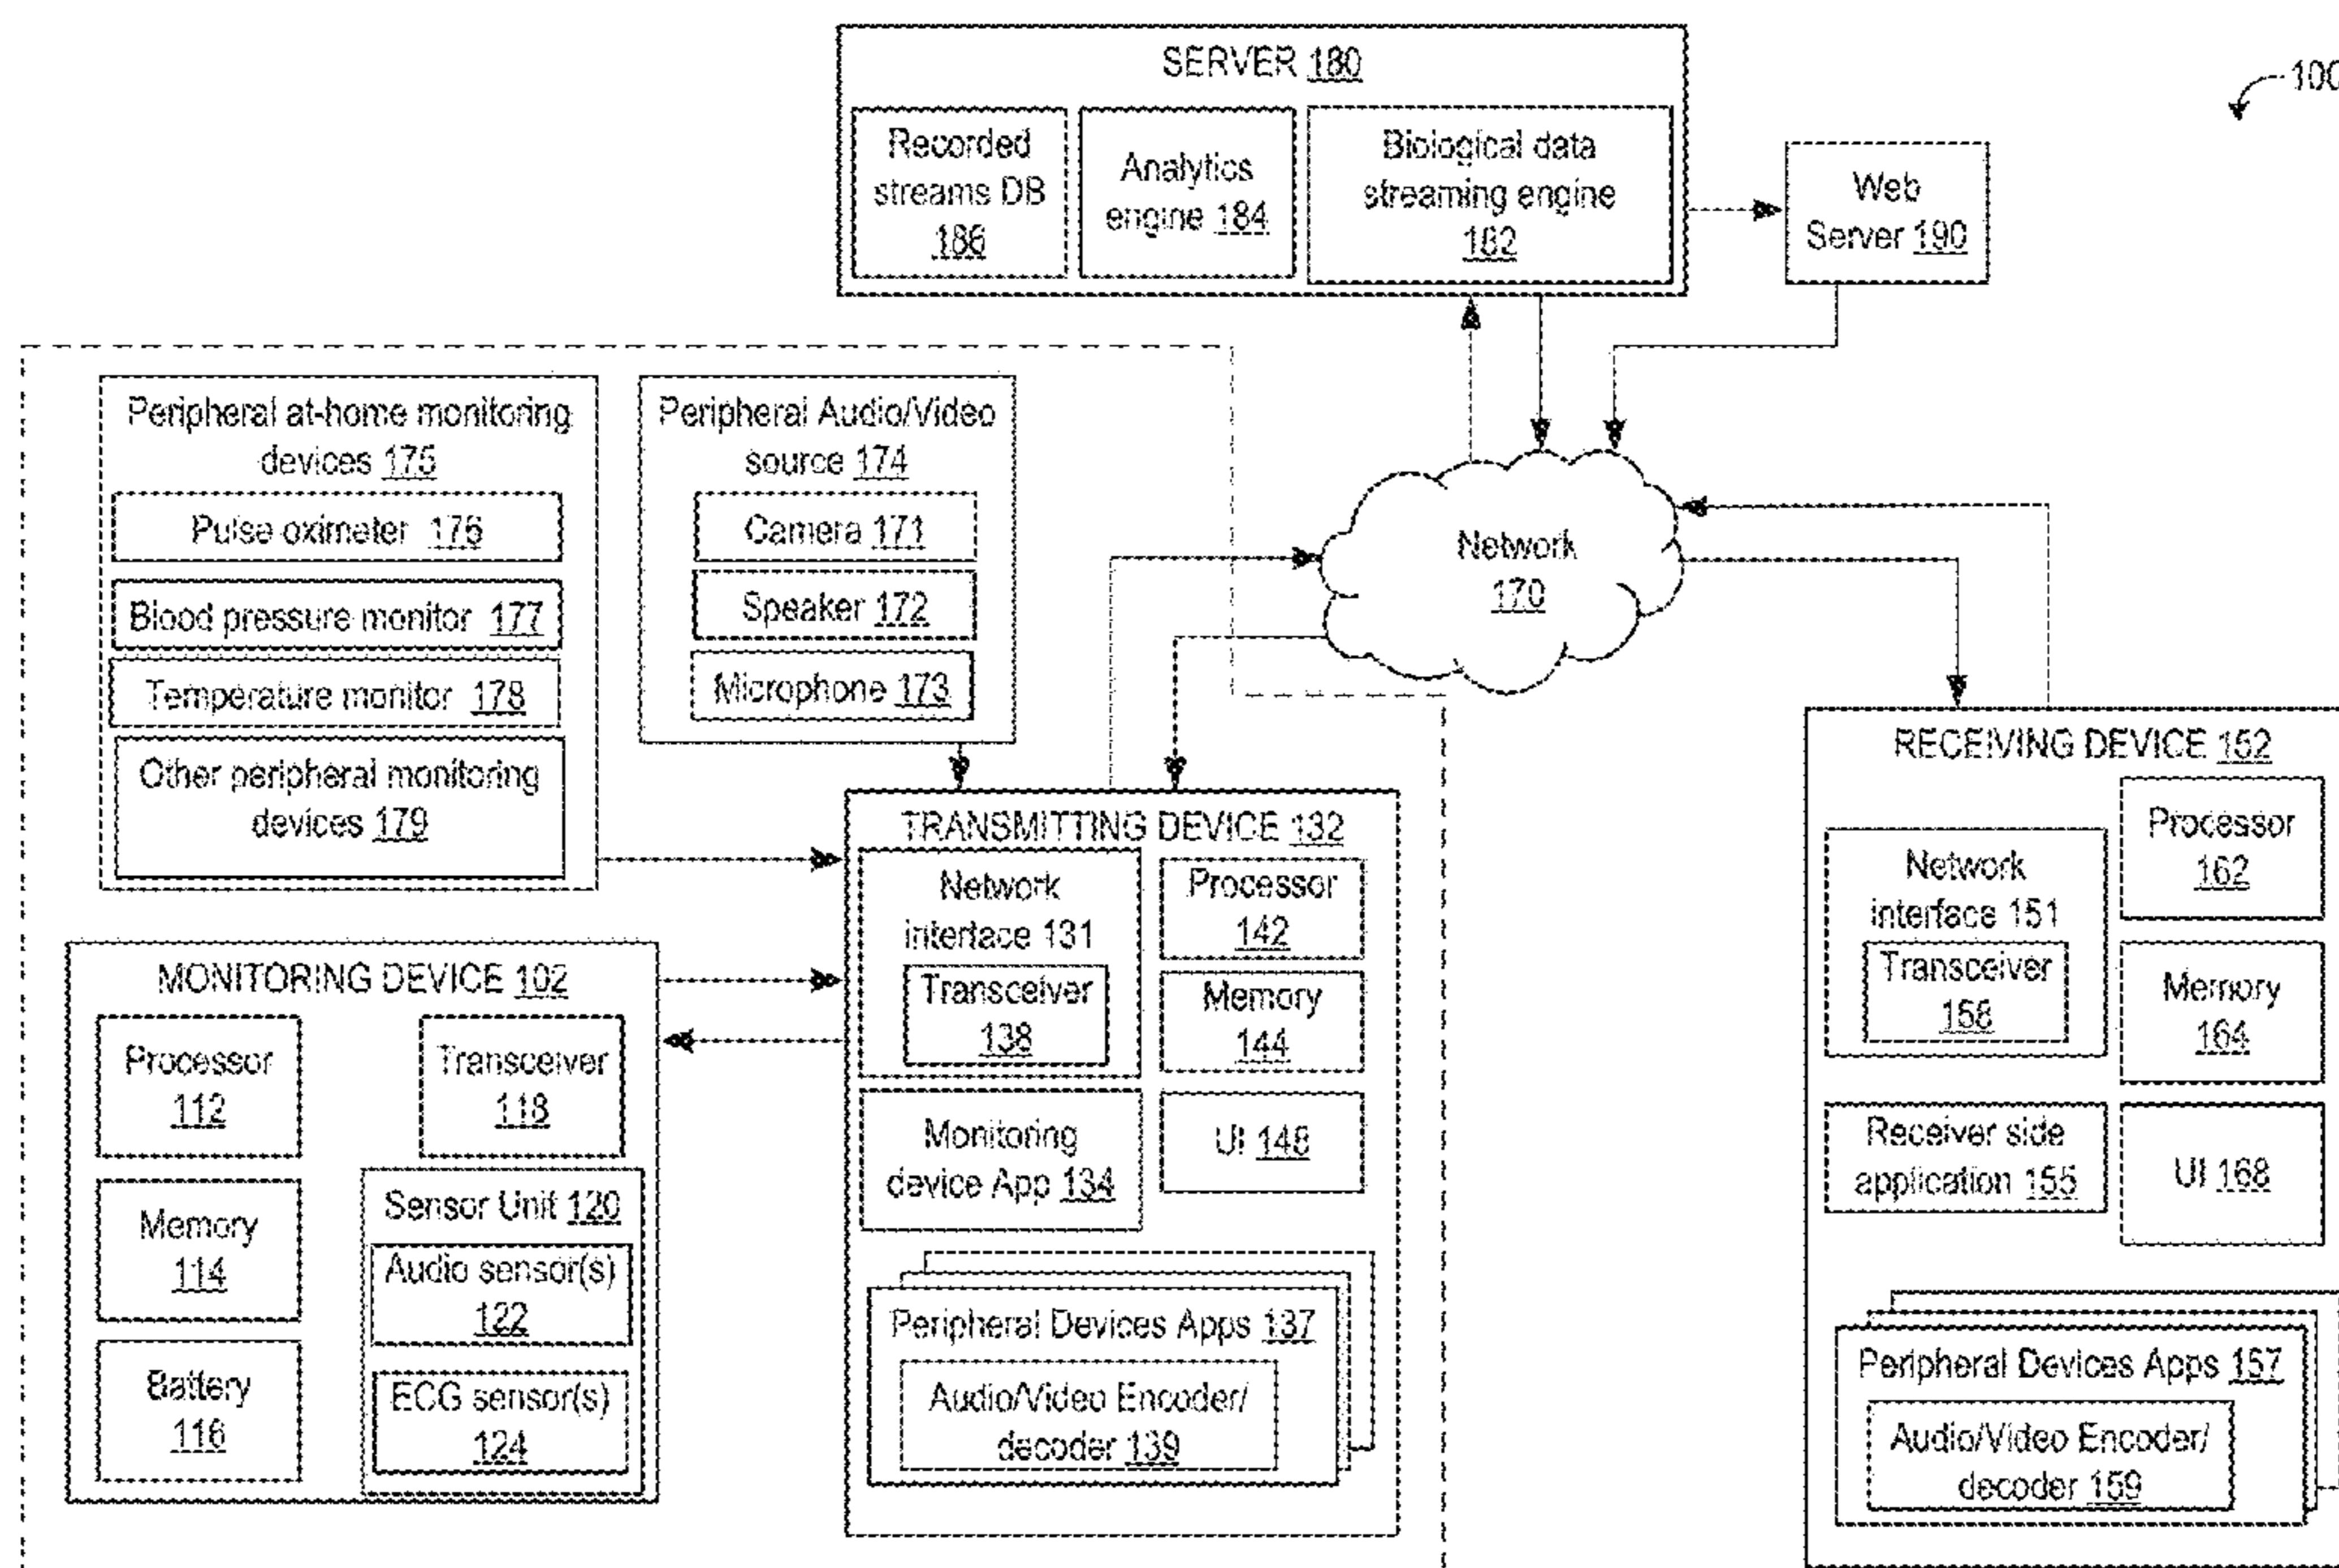 SERVER 180
Recorded
streams DB
186
Analytics
engine 184
Biological data
streaming engine
182
Web
Server 190
100
Peripheral at-home monitoring
devices 175
Pulse oximeter 176
Blood pressure monitor 177
Temperature monitor 178
Other peripheral monitoring
devices 179
Peripheral Audio/Video
source 174
Camera 171
Speaker 172
Microphone 173
Network
170
MONITORING DEVICE 102
Processor
112
Transceiver
118
Memory
114
Sensor Unit 120
Audio sensor(s)
122
Battery
116
ECG sensor(s)
124
TRANSMITTING DEVICE 132
Network
interface 131
Transceiver
138
Processor
142
Memory
144
Monitoring
device App 134
UI 148
Peripheral Devices Apps 137
Audio/Video Encoder/
decoder 139
RECEIVING DEVICE 152
Network
interface 151
Transceiver
158
Processor
162
Memory
164
Receiver side
application 155
UI 168
Peripheral Devices Apps 157
Audio/Video Encoder/
decoder 159